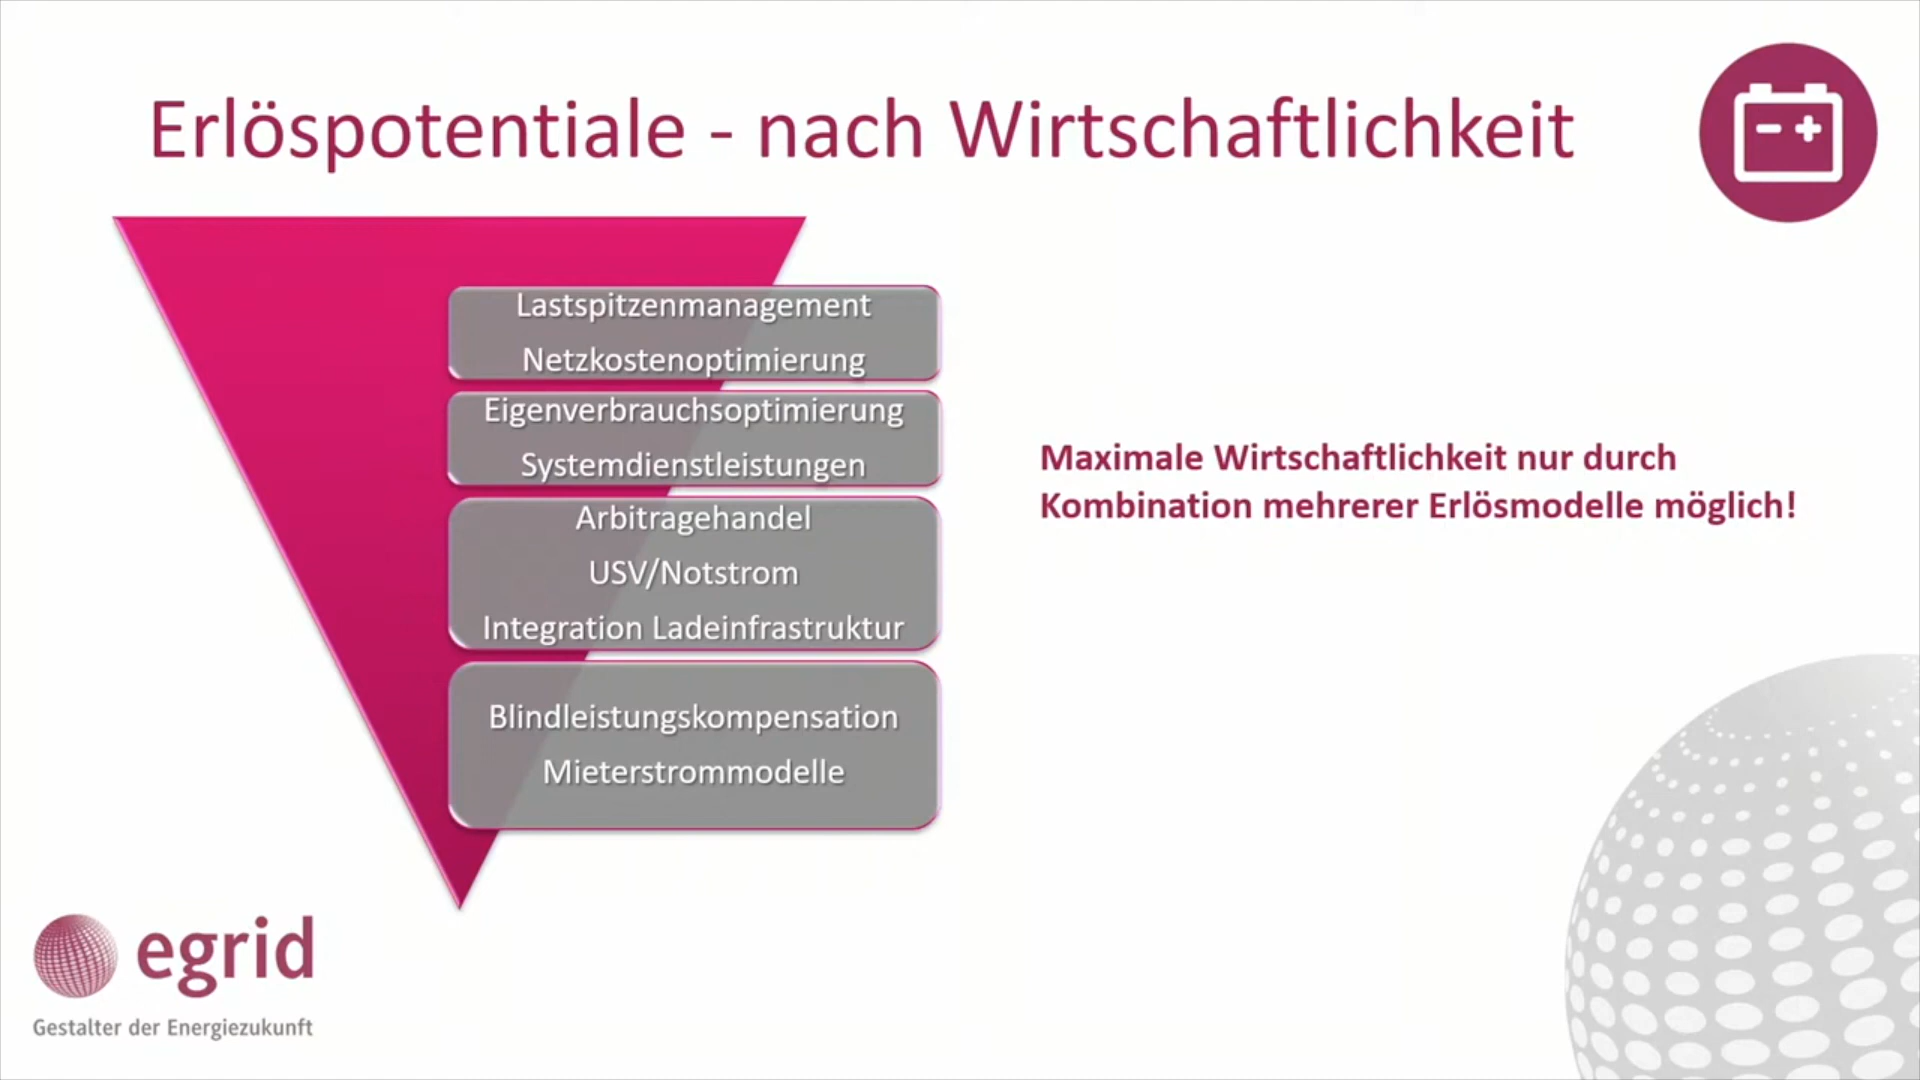 Erlöspotentiale - nach Wirtschaftlichkeit
Lastspitzenmanagement
Netzkostenoptimierung
Eigenverbrauchsoptimierung
Systemdienstleistungen
Arbitragehandel
USV/Notstrom
Integration Ladeinfrastruktur
Blindleistungskompensation
Mieterstrommodelle
Maximale Wirtschaftlichkeit nur durch
Kombination mehrerer Erlösmodelle möglich!
egrid
Gestalter der Energiezukunft